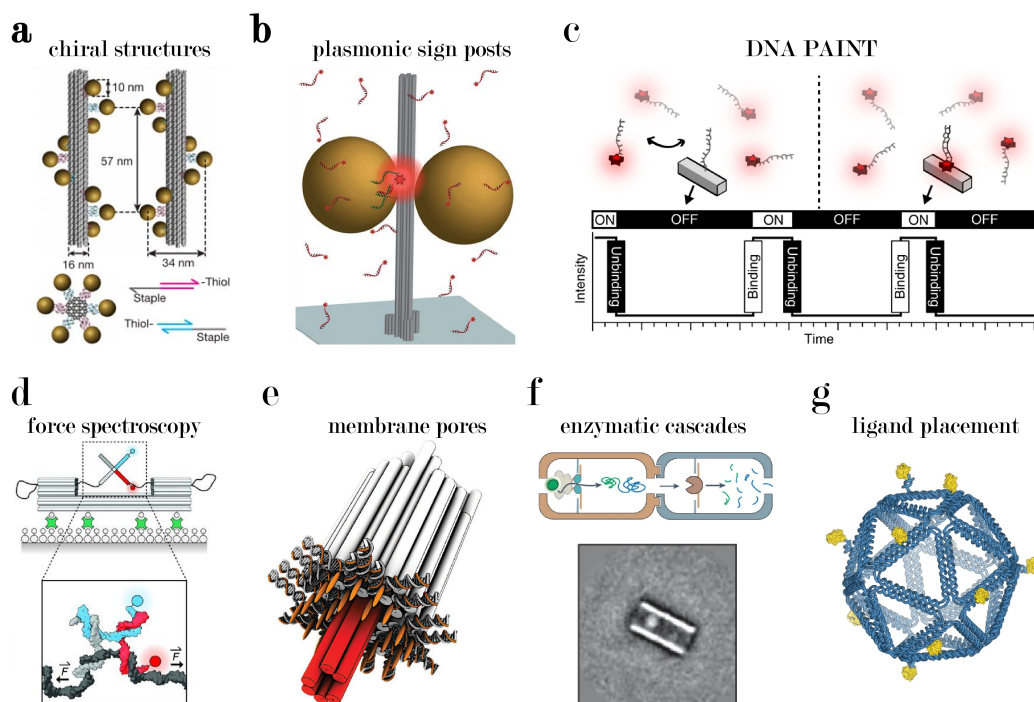 a
chiral structures
10 nm
57 nm
16 nm
34 nm
-Thiol
Staple
Thiol-
Staple
b
plasmonic sign posts
c
DNA PAINT
ON
OFF
ON
OFF
ON
OFF
Intensity
Unbinding
Binding
Unbinding
Binding
Unbinding
Time
d
force spectroscopy
F
F
e
membrane pores
f
enzymatic cascades
g
ligand placement